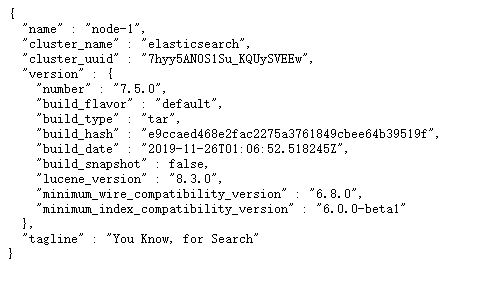 {
  "name" : "node-1",
  "cluster_name" : "elasticsearch",
  "cluster_uuid" : "7hyy5ANOS1Su_KQUySVEEw",
  "version" : {
    "number" : "7.5.0",
    "build_flavor" : "default",
    "build_type" : "tar",
    "build_hash" : "e9ccaed468e2fac2275a3761849cbee64b39519f",
    "build_date" : "2019-11-26T01:06:52.518245Z",
    "build_snapshot" : false,
    "lucene_version" : "8.3.0",
    "minimum_wire_compatibility_version" : "6.8.0",
    "minimum_index_compatibility_version" : "6.0.0-beta1"
  },
  "tagline" : "You Know, for Search"
}